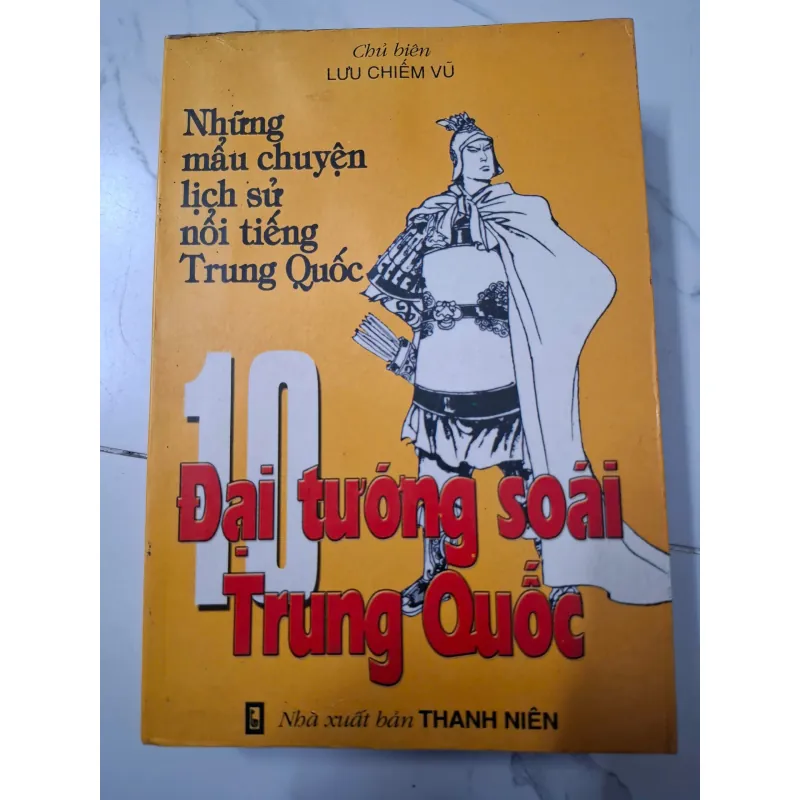 Chủ biên
LƯU CHIẾM VŨ
Những
mẩu chuyện
lịch sử
nổi tiếng
Trung Quốc
10
Đại tướng soái
Trung Quốc
Nhà xuất bản THANH NIÊN